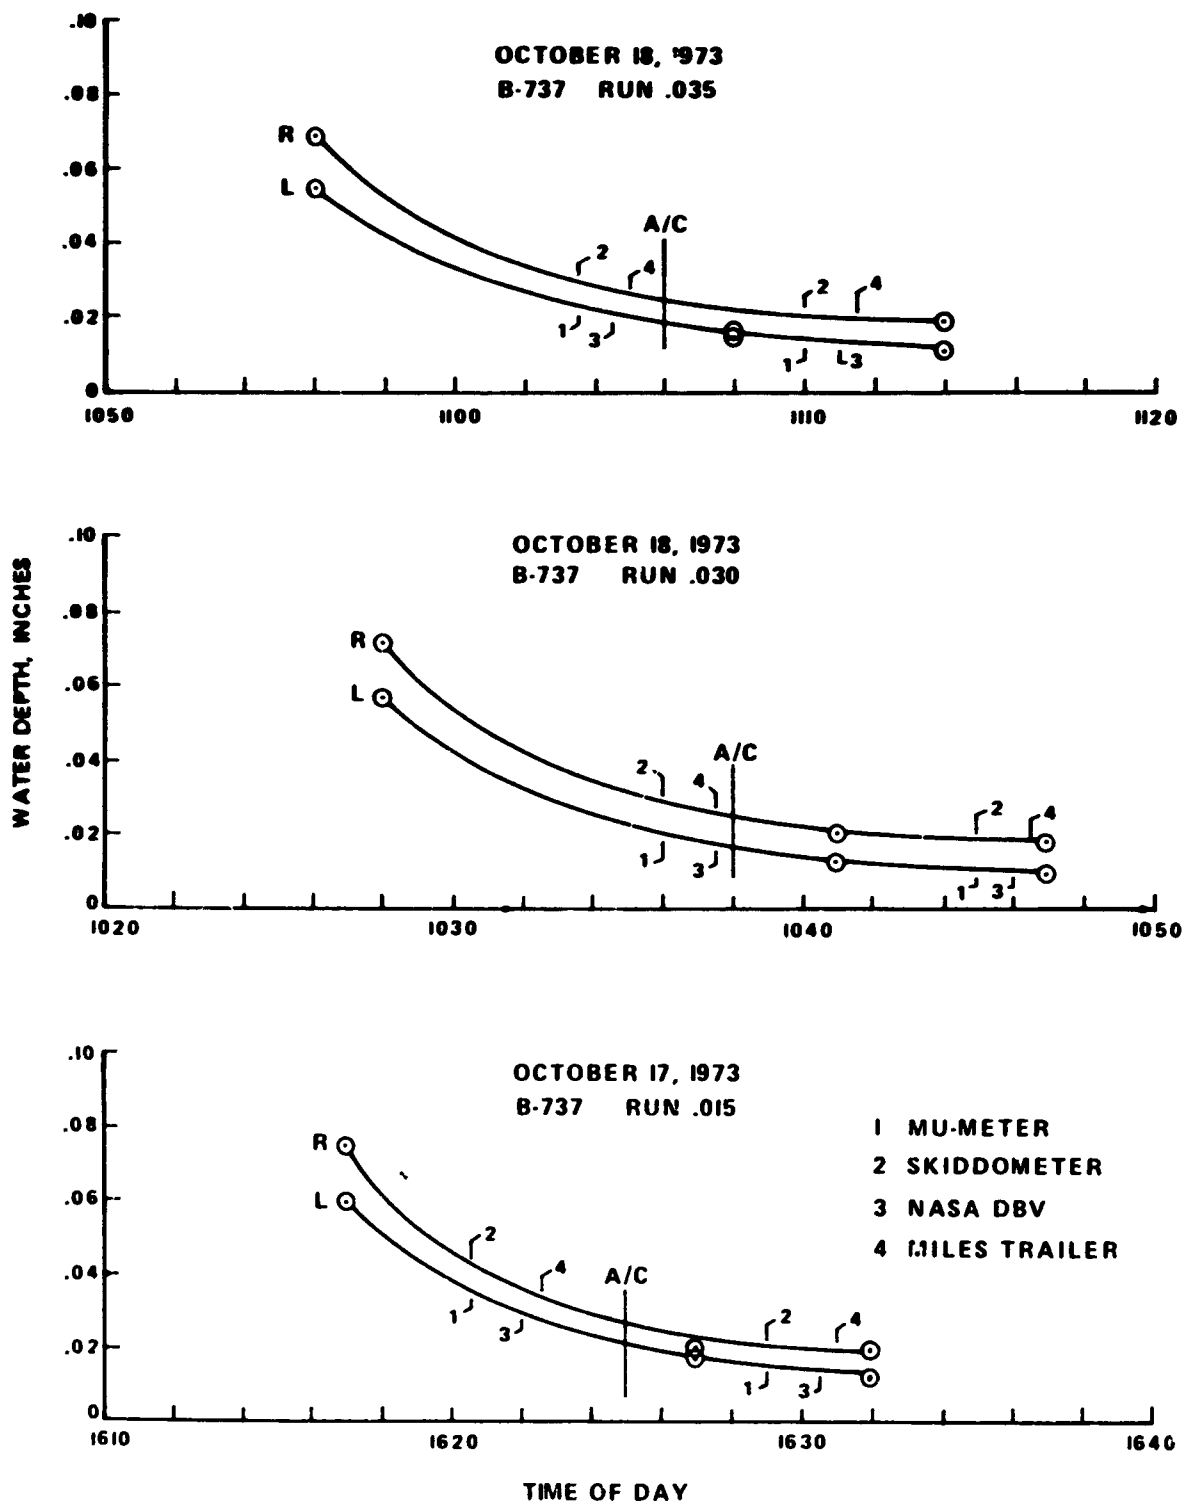 .10
OCTOBER 18, 1973
B-737 RUN .035
.08
R
.06
L
.04
A/C
2
4
2
4
.02
1
3
1
3
0
1050
1100
1110
1120
.10
OCTOBER 18, 1973
B-737 RUN .030
.08
R
.06
L
.04
A/C
2
4
2
4
.02
1
3
1
3
0
1020
1030
1040
1050
WATER DEPTH, INCHES
.10
OCTOBER 17, 1973
B-737 RUN .015
.08
R
1 MU-METER
2 SKIDDOMETER
.06
L
3 NASA DBV
4 MILES TRAILER
2
4
.04
A/C
1
3
2
4
.02
1
3
0
1610
1620
1630
1640
TIME OF DAY